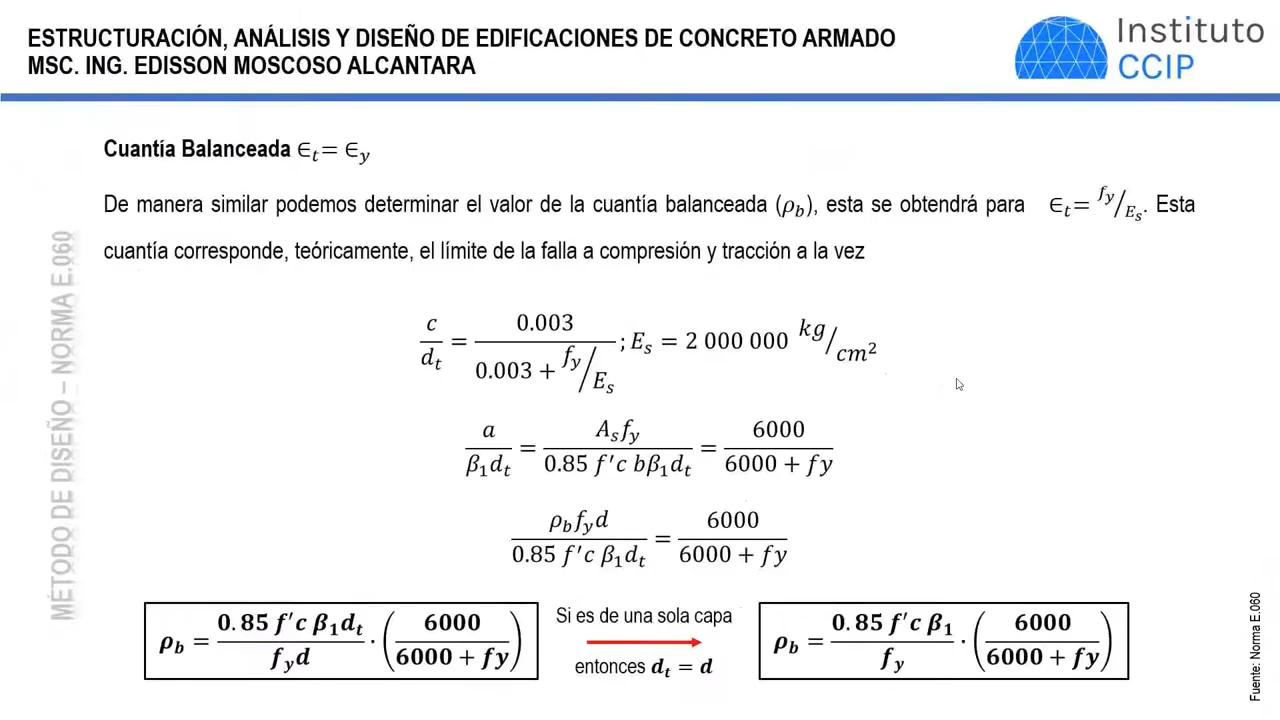 ESTRUCTURACIÓN, ANÁLISIS Y DISEÑO DE EDIFICACIONES DE CONCRETO ARMADO
MSC. ING. EDISSON MOSCOSO ALCANTARA
Instituto
CCIP
Cuantía Balanceada ∈t= ∈y
De manera similar podemos determinar el valor de la cuantía balanceada (ρb), esta se obtendrá para ∈t= fy/Es. Esta
cuantía corresponde, teóricamente, el límite de la falla a compresión y tracción a la vez
c/dt = 0.003/(0.003 + fy/Es) ; Es = 2 000 000 kg/cm²
a/(β1dt) = Asfy/(0.85 f'c bβ1dt) = 6000/(6000 + fy)
ρbfyd/(0.85 f'c β1dt) = 6000/(6000 + fy)
ρb = (0.85 f'c β1dt)/(fyd) · (6000/(6000 + fy))
Si es de una sola capa
entonces dt = d
ρb = (0.85 f'c β1)/fy · (6000/(6000 + fy))
MÉTODO DE DISEÑO – NORMA E.060
Fuente: Norma E.060